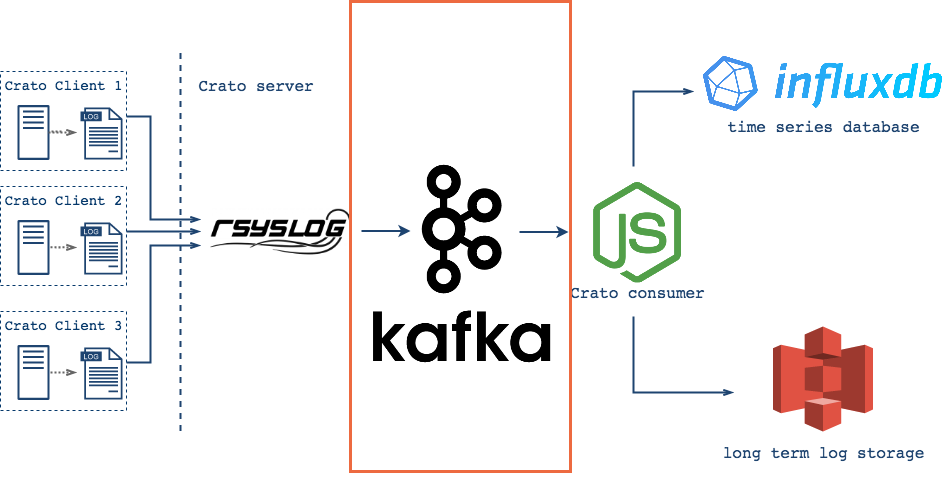 Crato Client 1
LOG
Crato Client 2
LOG
Crato Client 3
LOG
Crato server
rsyslog
kafka
JS
Crato consumer
influxdb
time series database
long term log storage